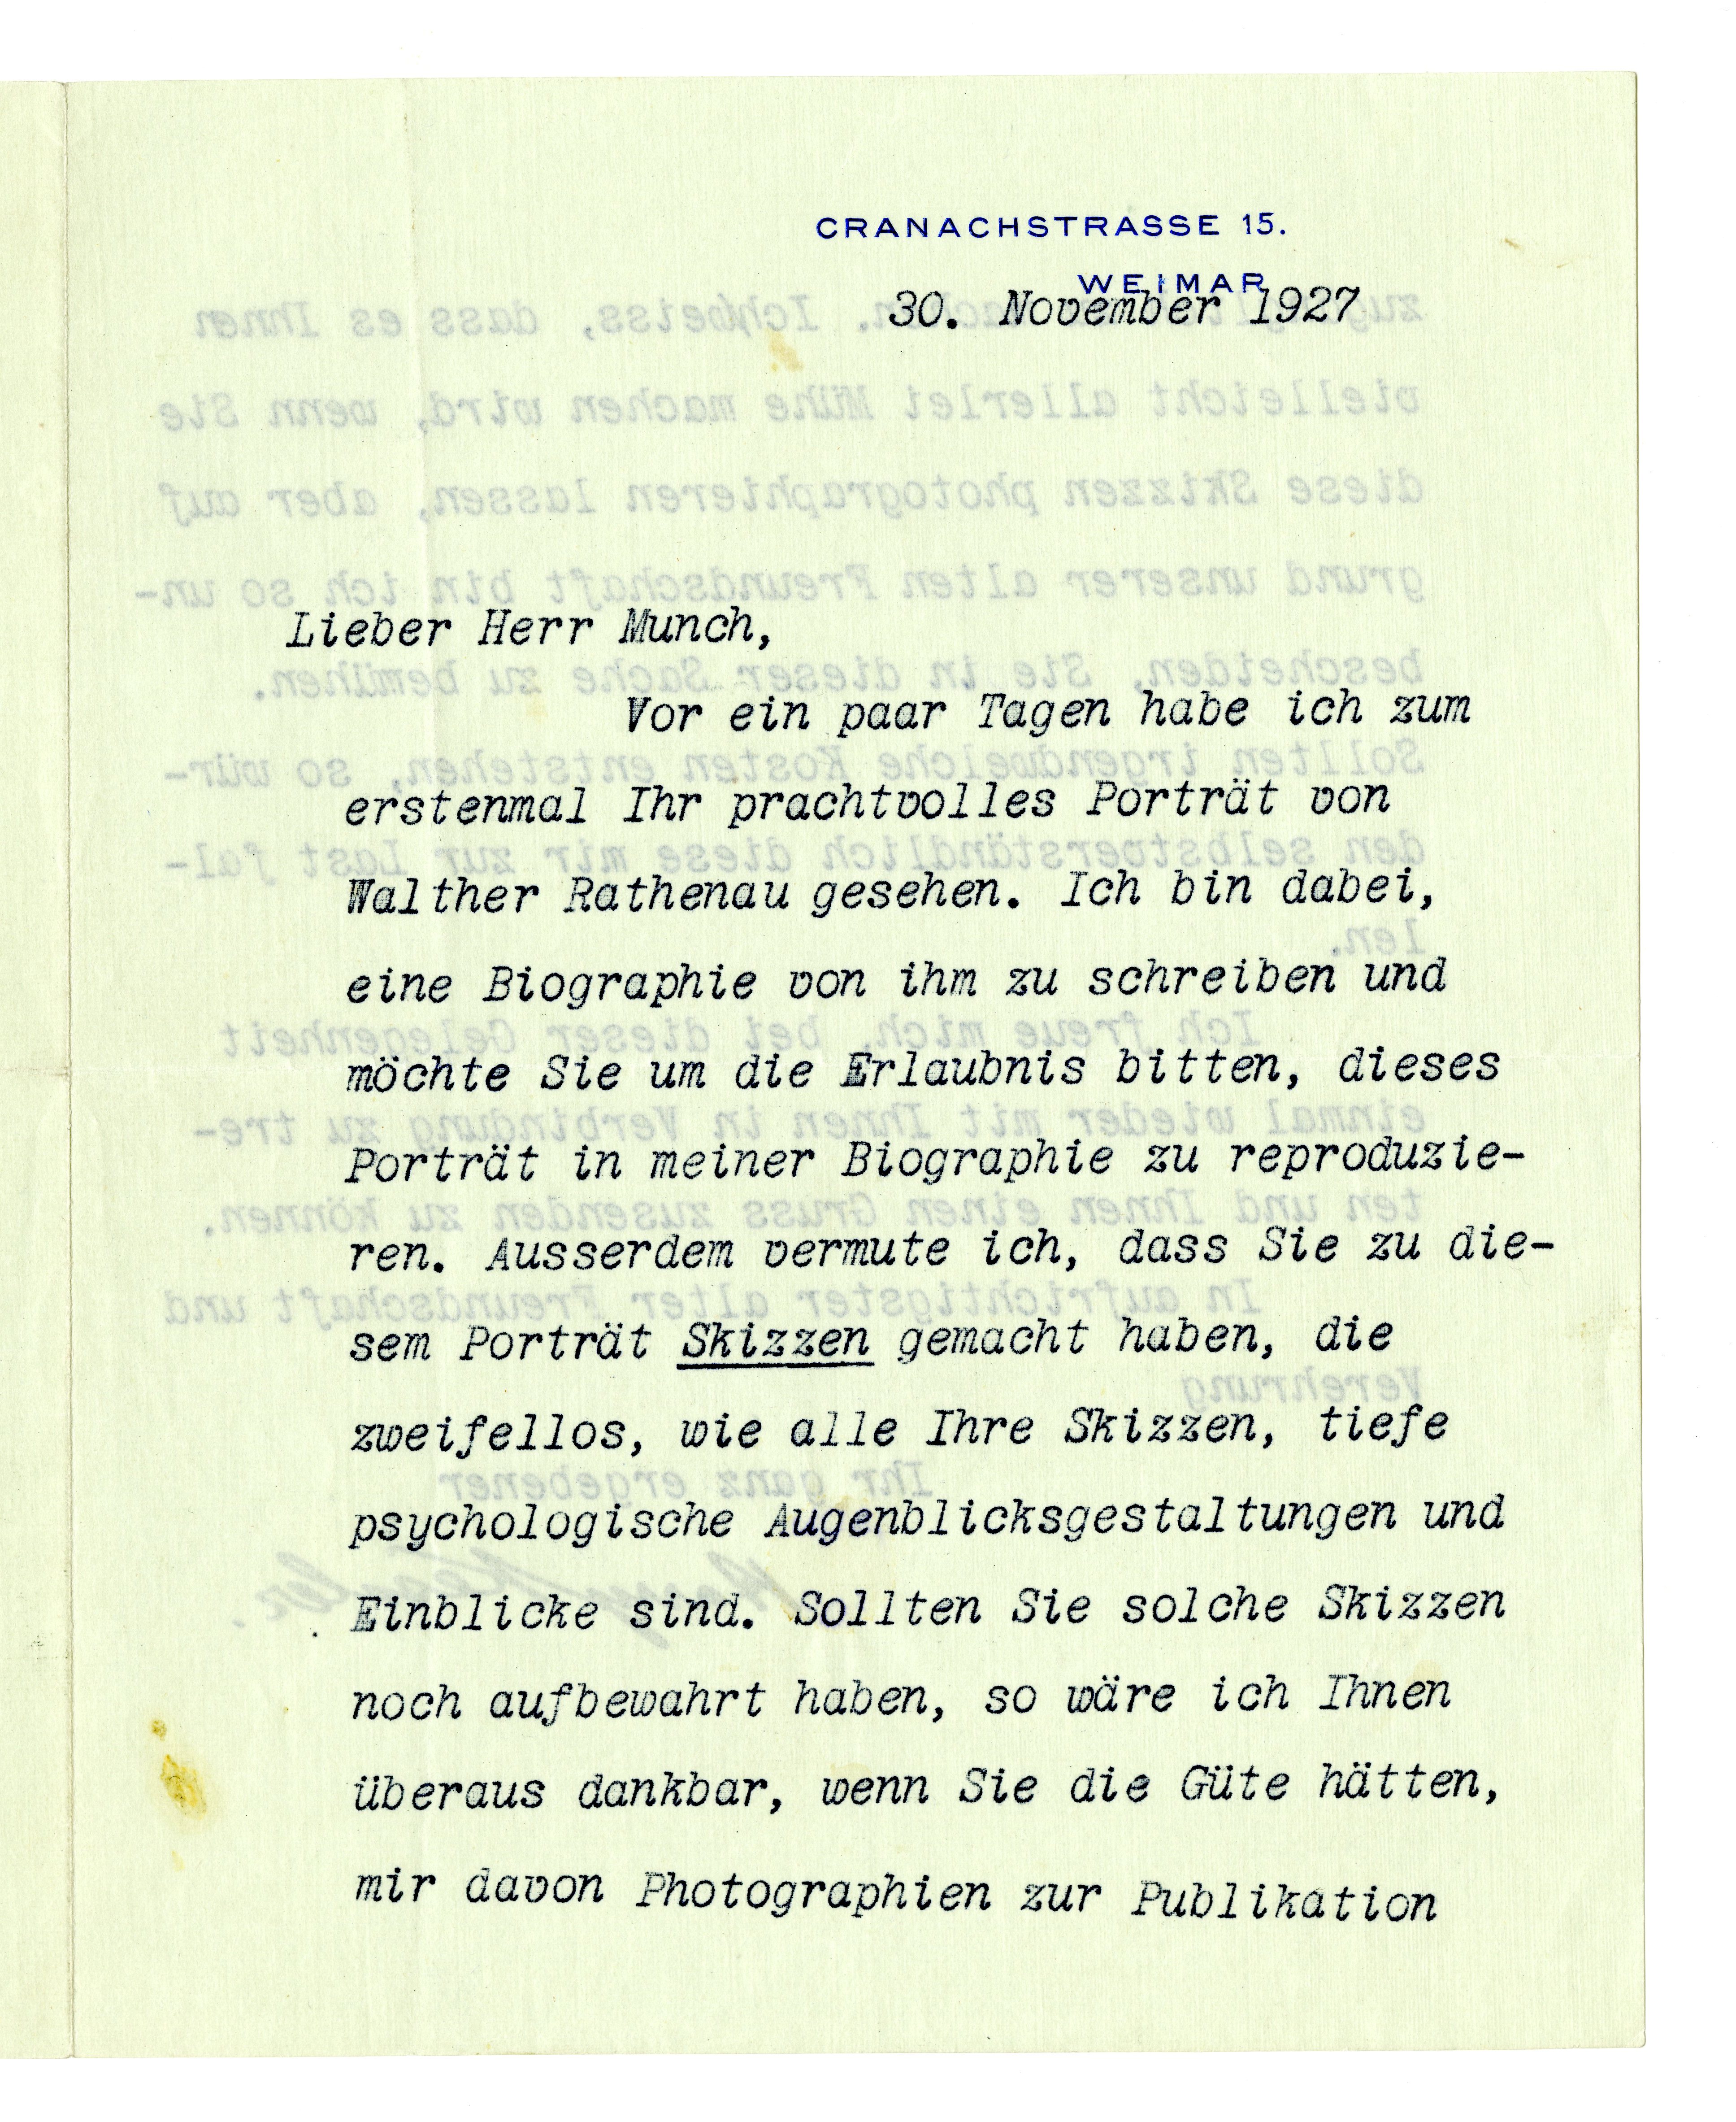 CRANACHSTRASSE 15.
WEIMAR
30. November 1927
Lieber Herr Munch,
Vor ein paar Tagen habe ich zum
erstenmal Ihr prachtvolles Porträt von
Walther Rathenau gesehen. Ich bin dabei,
eine Biographie von ihm zu schreiben und
möchte Sie um die Erlaubnis bitten, dieses
Porträt in meiner Biographie zu reproduzie-
ren. Ausserdem vermute ich, dass Sie zu die-
sem Porträt Skizzen gemacht haben, die
zweifellos, wie alle Ihre Skizzen, tiefe
psychologische Augenblicksgestaltungen und
Einblicke sind. Sollten Sie solche Skizzen
noch aufbewahrt haben, so wäre ich Ihnen
überaus dankbar, wenn Sie die Güte hätten,
mir davon Photographien zur Publikation